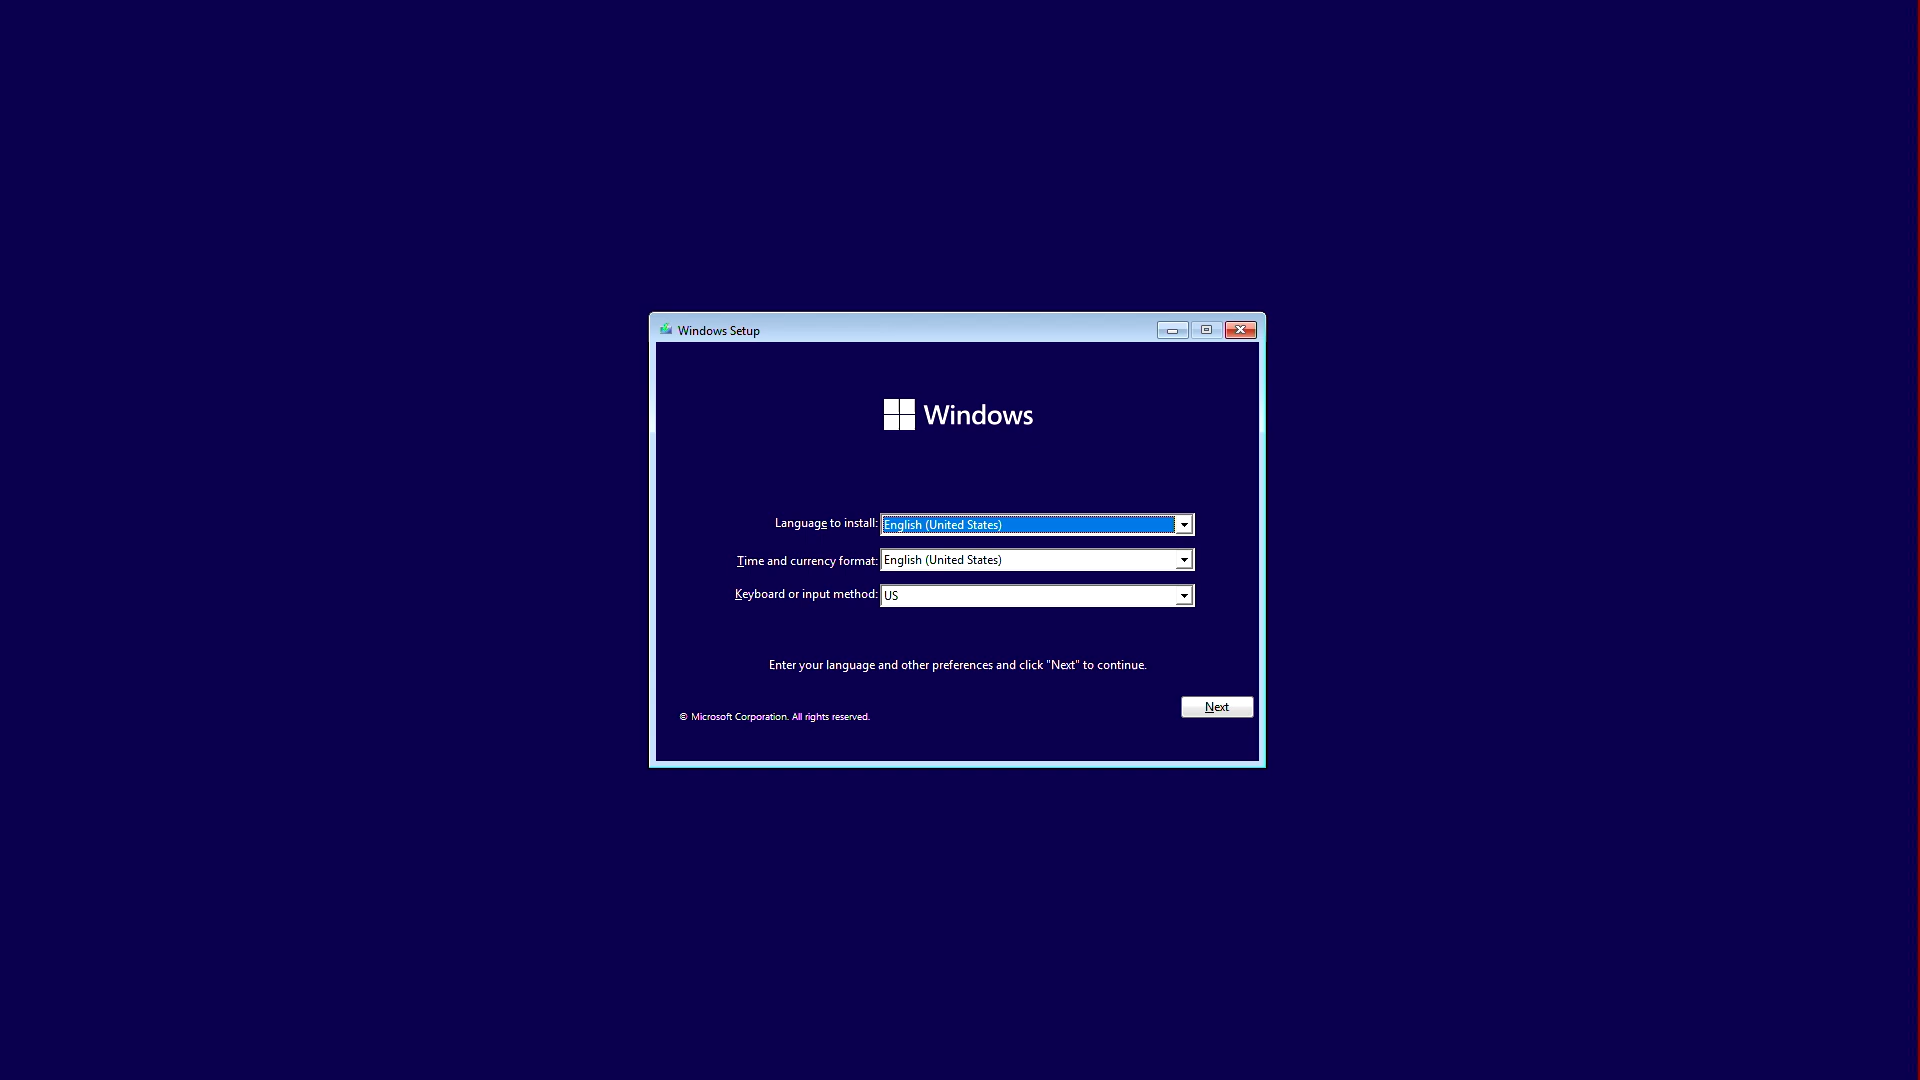 Windows Setup
Windows
Language to install: English (United States)
Time and currency format: English (United States)
Keyboard or input method: US
Enter your language and other preferences and click "Next" to continue.
Next
© Microsoft Corporation. All rights reserved.